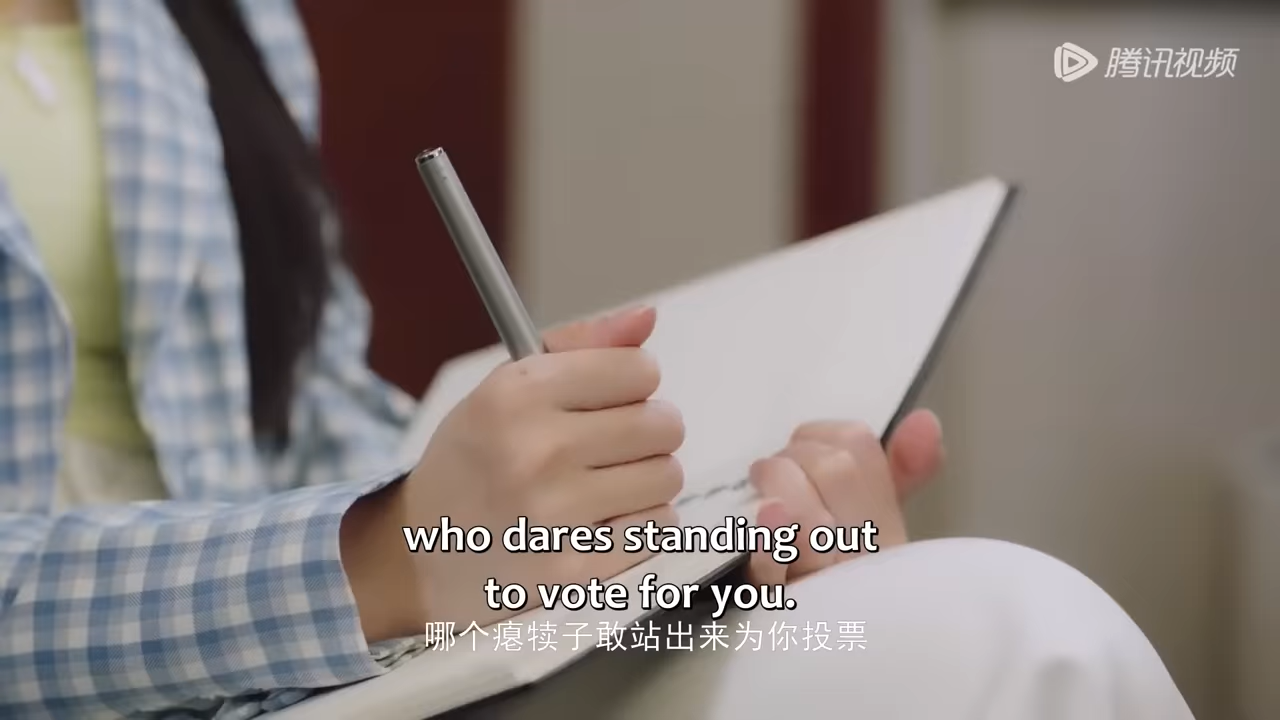 腾讯视频
who dares standing out
to vote for you.
哪个瘪犊子敢站出来为你投票